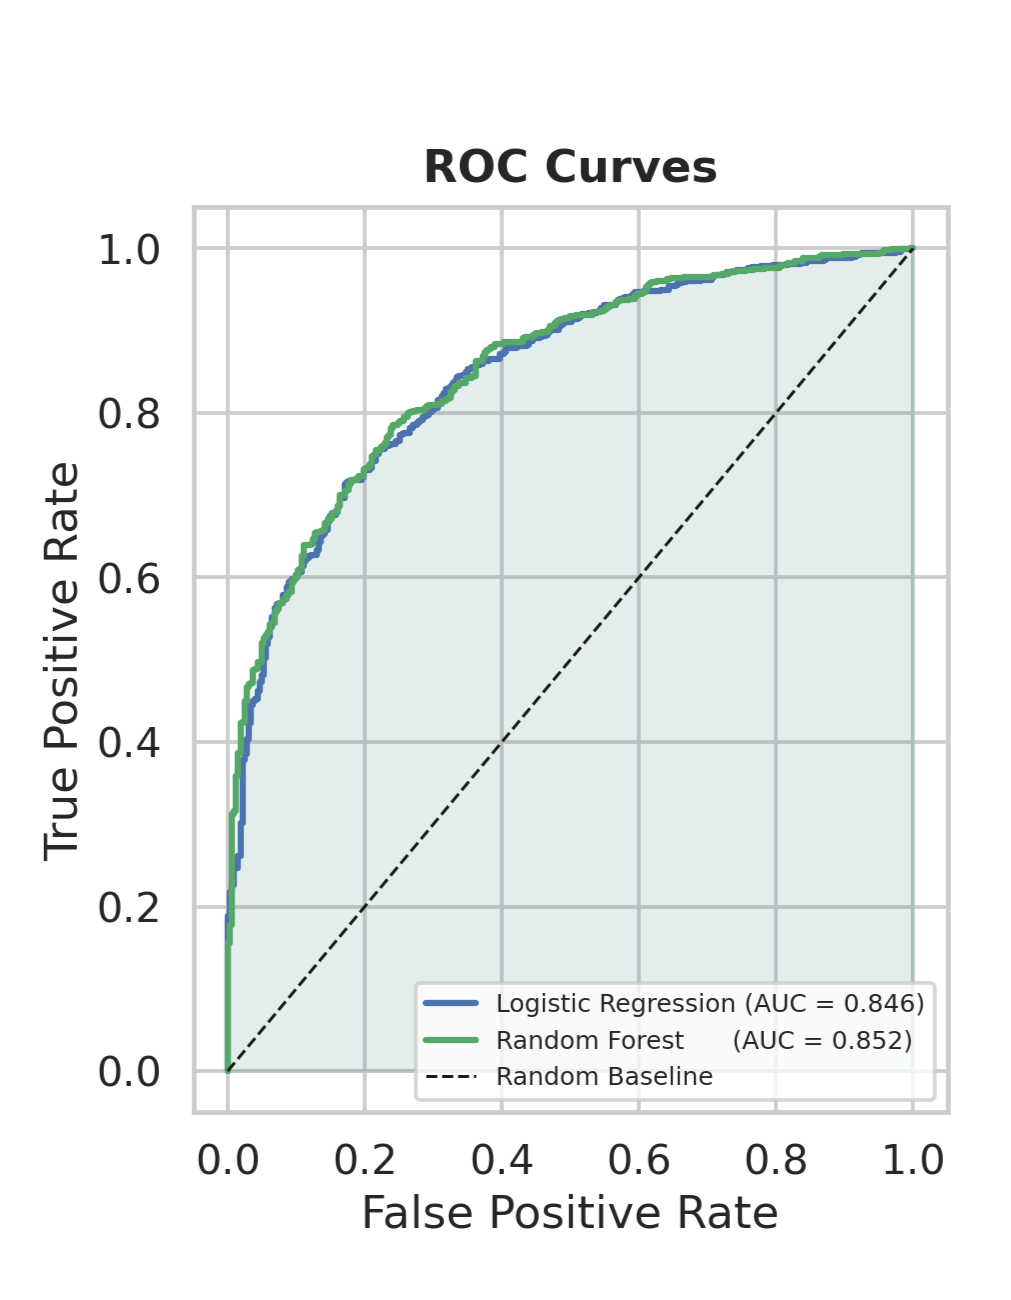 ROC Curves
True Positive Rate
1.0
0.8
0.6
0.4
0.2
0.0
Logistic Regression (AUC = 0.846)
Random Forest      (AUC = 0.852)
Random Baseline
0.0 0.2 0.4 0.6 0.8 1.0
False Positive Rate